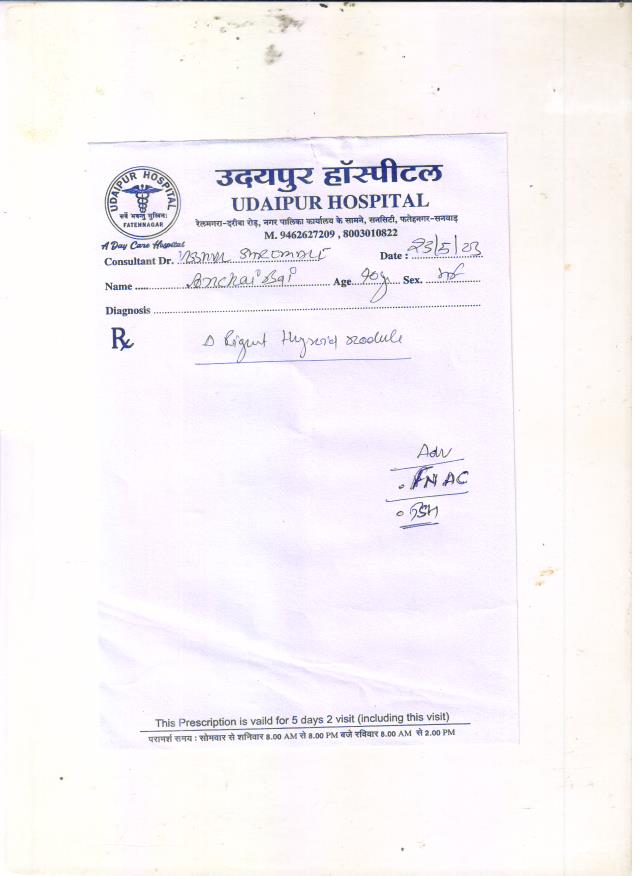 उदयपुर हॉस्पीटल
UDAIPUR HOSPITAL
UDAIPUR HOSPITAL
सर्वे भवन्तु सुखिनः
FATEHNAGAR
रेलमगरा-दरीबा रोड़, नगर पालिका कार्यालय के सामने, सनसिटी, फतेहनगर-सनवाड़
M. 9462627209 , 8003010822
A Day Care Hospital
Consultant Dr. Date : 23/5/23
Name Age Sex.
Diagnosis
Rx
Δ Right thyroid nodule
Adv
. FNAC
This Prescription is vaild for 5 days 2 visit (including this visit)
परामर्श समय : सोमवार से शनिवार 8.00 AM से 8.00 PM बजे रविवार 8.00 AM से 2.00 PM